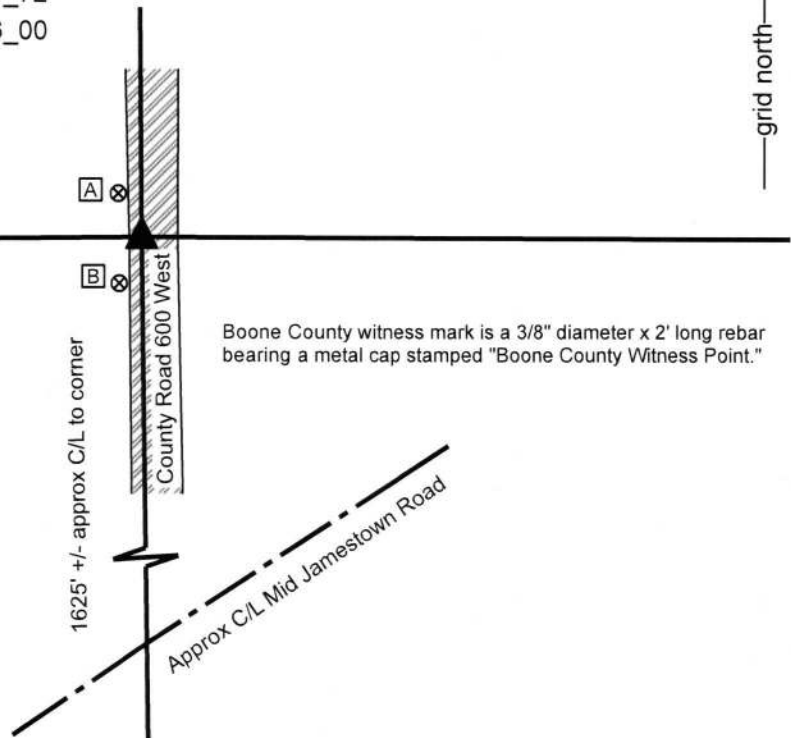 _00
grid north
A
B
County Road 600 West
Boone County witness mark is a 3/8" diameter x 2' long rebar
bearing a metal cap stamped "Boone County Witness Point."
1625' +/- approx C/L to corner
Approx C/L Mid Jamestown Road